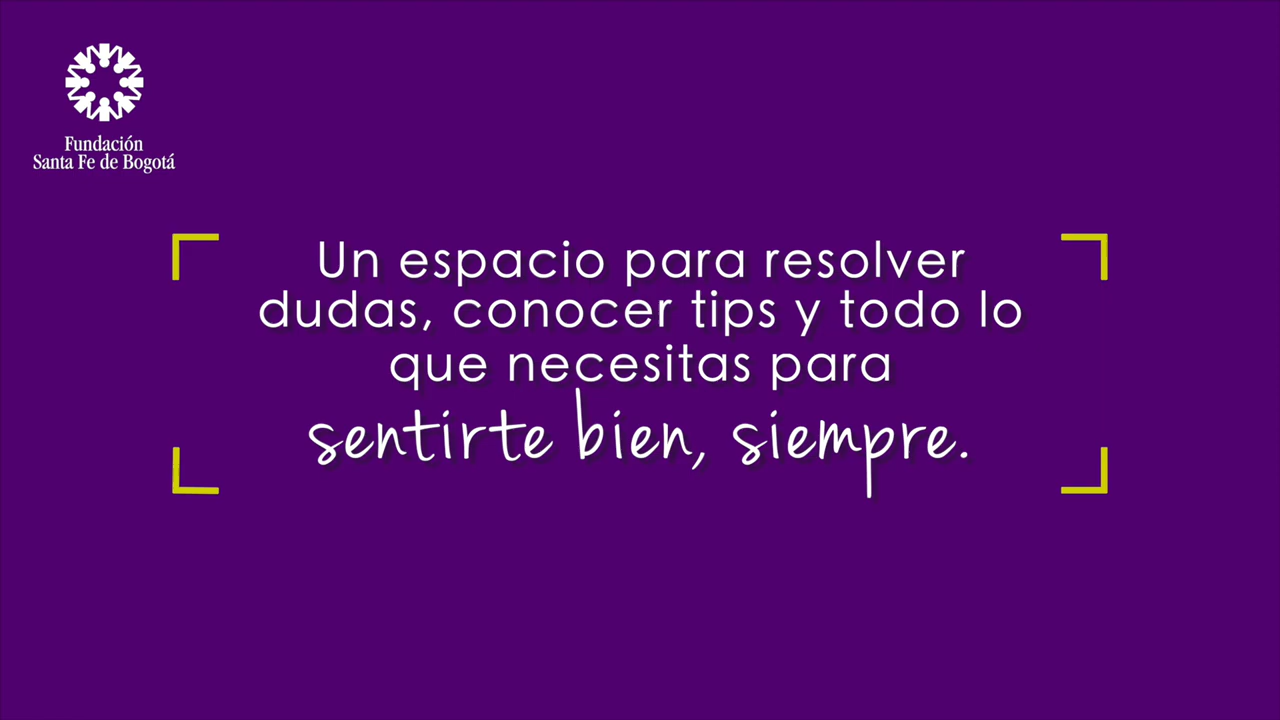 Fundación
Santa Fe de Bogotá
Un espacio para resolver
dudas, conocer tips y todo lo
que necesitas para
sentirte bien, siempre.